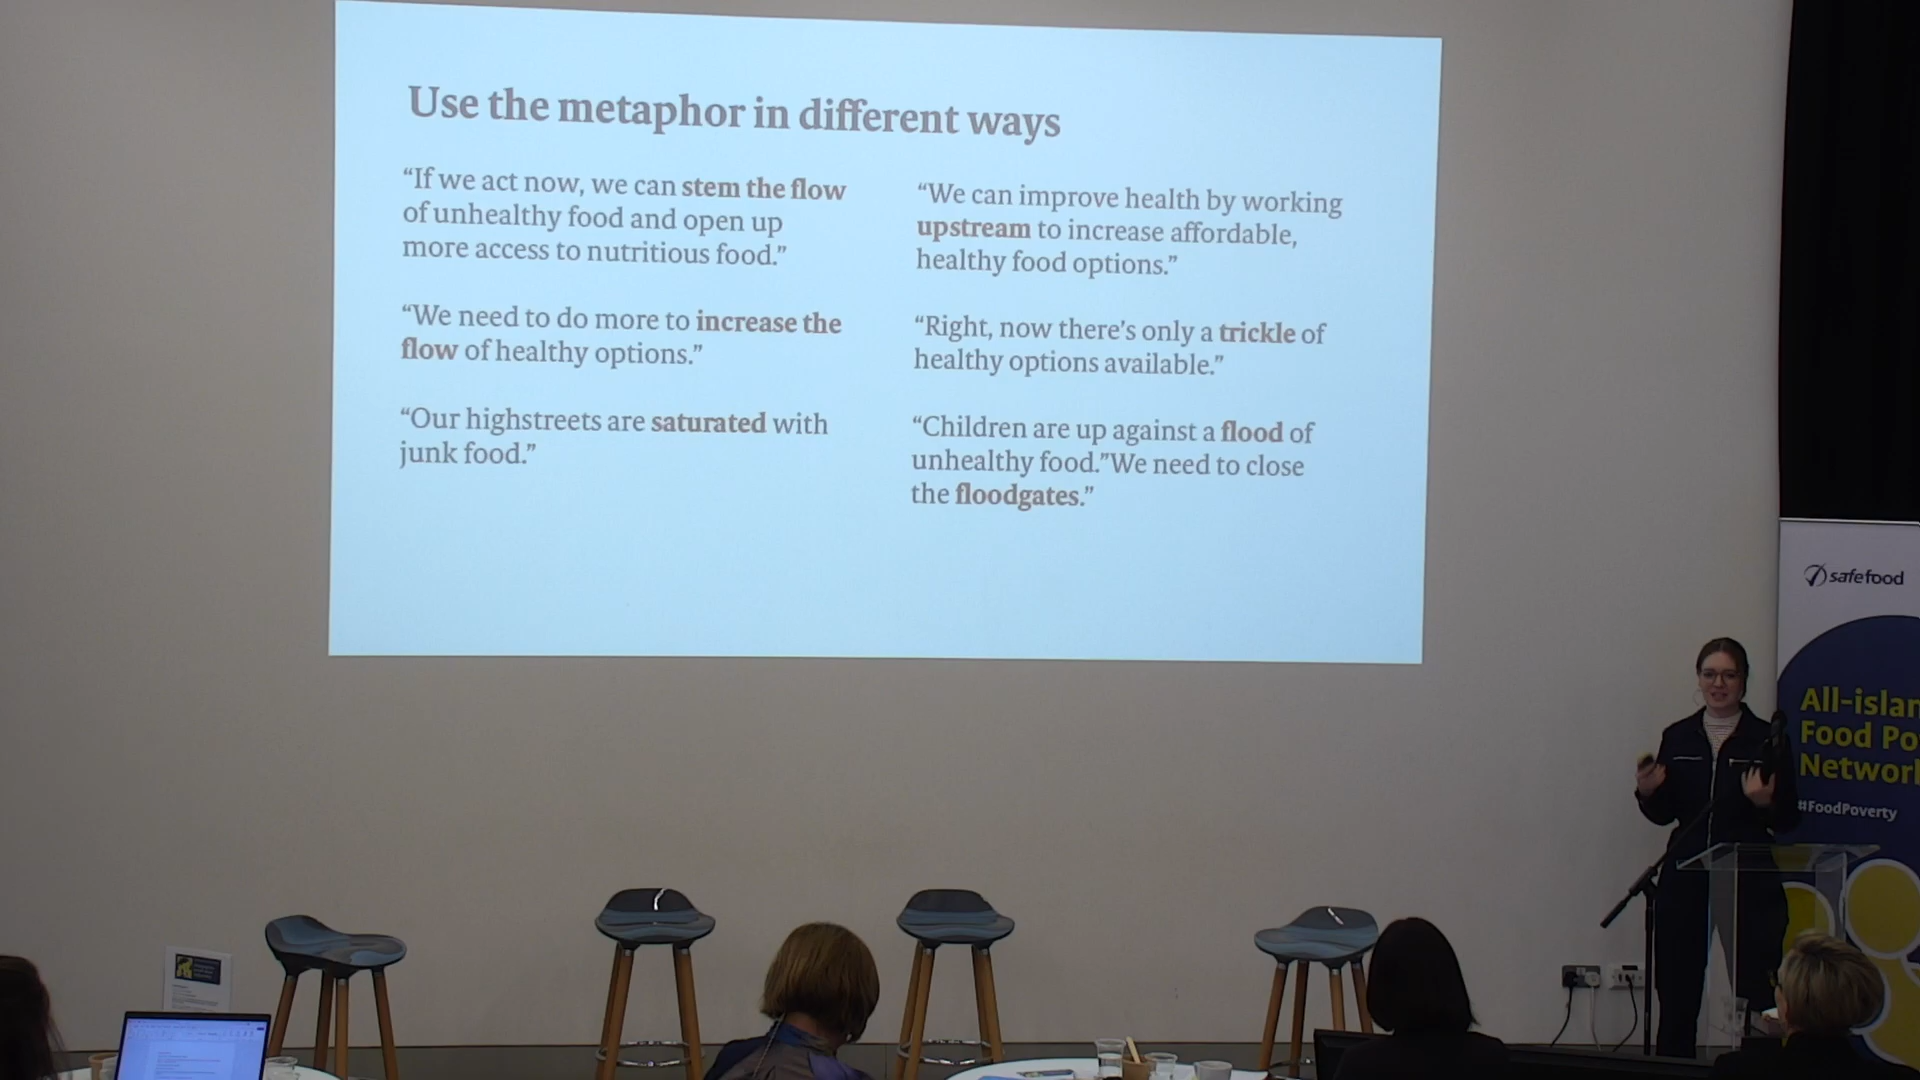 Use the metaphor in different ways
“If we act now, we can stem the flow
of unhealthy food and open up
more access to nutritious food.”
“We need to do more to increase the
flow of healthy options.”
“Our highstreets are saturated with
junk food.”
“We can improve health by working
upstream to increase affordable,
healthy food options.”
“Right, now there’s only a trickle of
healthy options available.”
“Children are up against a flood of
unhealthy food.”We need to close
the floodgates.”
safefood
All-islan
Food Po
Network
#FoodPoverty